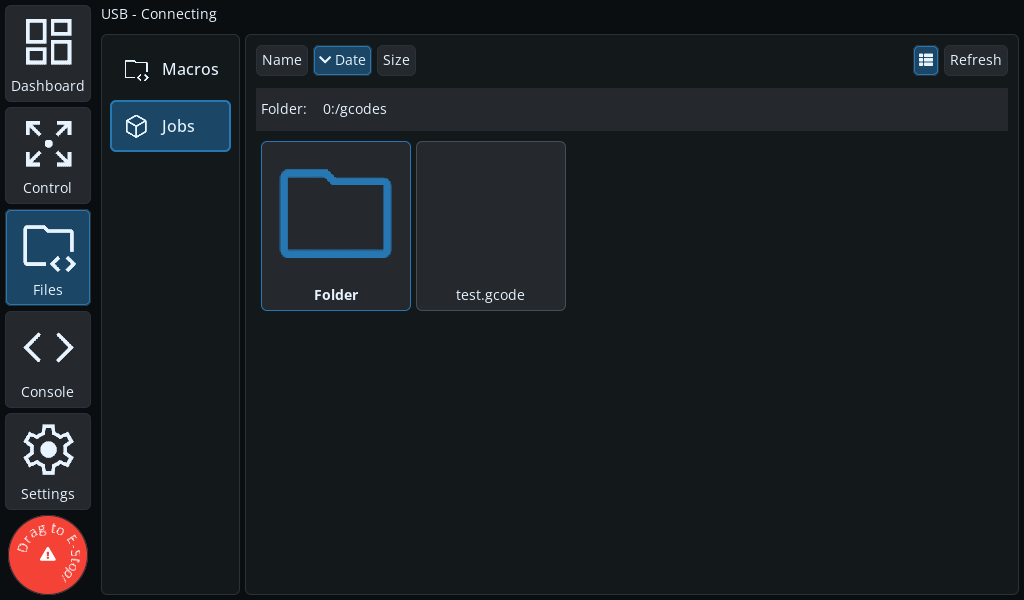 USB - Connecting
Dashboard
Control
Files
Console
Settings
Drag to E-Stop!
Macros
Jobs
Name Date Size Refresh
Folder: 0:/gcodes
Folder test.gcode